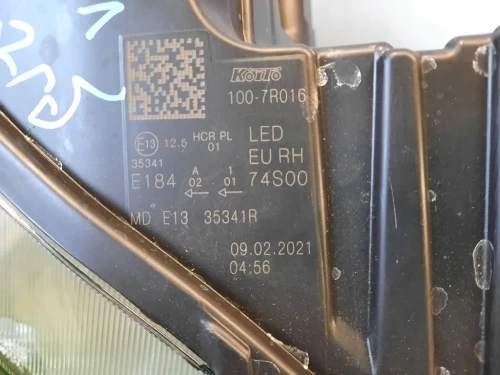 KOITO
100-7R016
E13 12.5 HCR PL 01
LED
35341
EU RH
E184 A 02 1 01
74S00
MD E13 35341R
09.02.2021
04:56